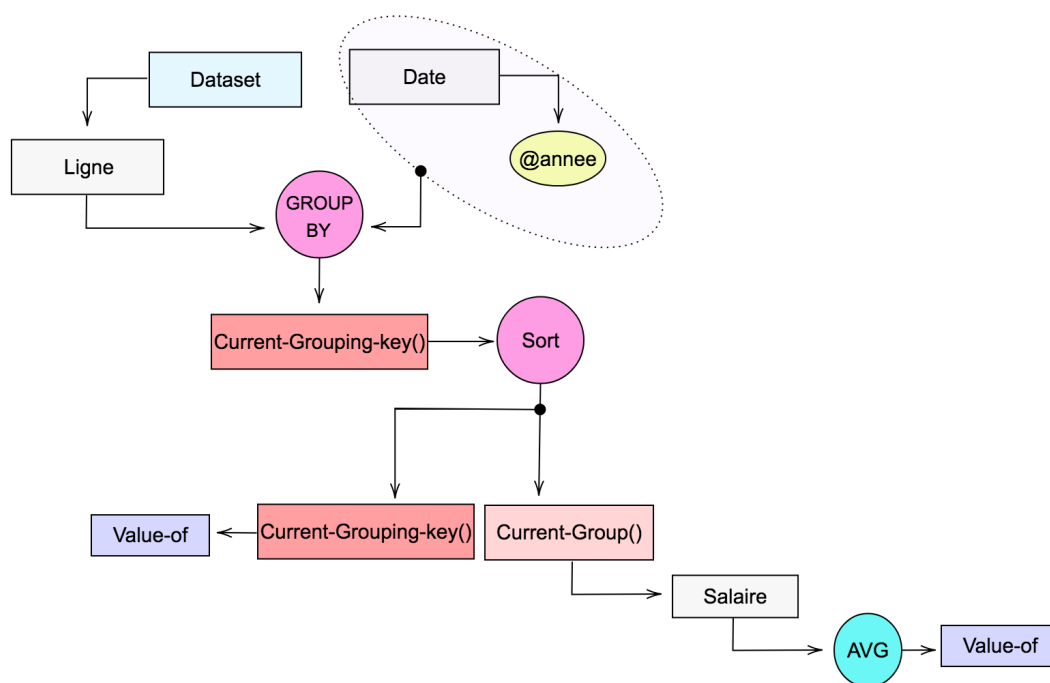 Dataset
Date
Ligne
@annee
GROUP
BY
Current-Grouping-key()
Sort
Value-of
Current-Grouping-key()
Current-Group()
Salaire
AVG
Value-of